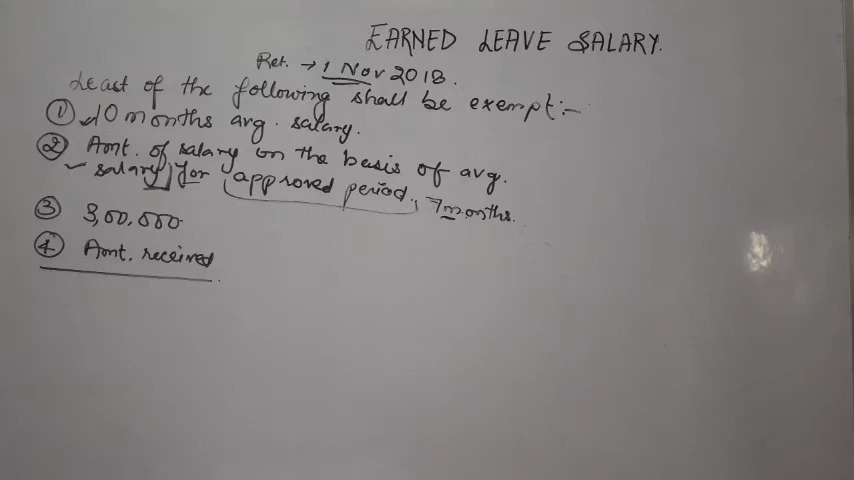 EARNED LEAVE SALARY.
Ret. → 1 Nov 2018.
Least of the following shall be exempt:-
① 10 months avg. salary.
② Amt. of salary on the basis of avg.
salary for approved period. 7 months.
③ 3,00,000
④ Amt. received